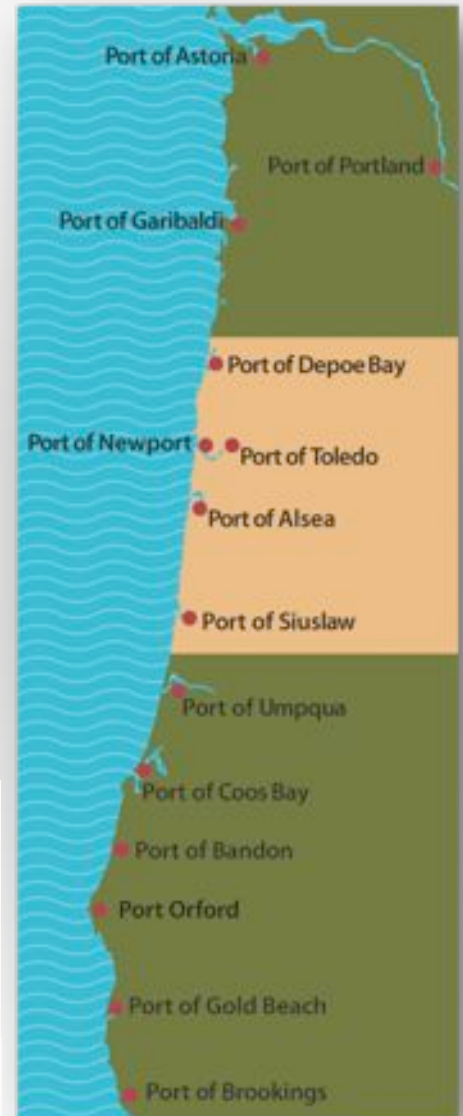 Port of Astoria
Port of Portland
Port of Garibaldi
Port of Depoe Bay
Port of Newport
Port of Toledo
Port of Alsea
Port of Siuslaw
Port of Umpqua
Port of Coos Bay
Port of Bandon
Port Orford
Port of Gold Beach
Port of Brookings